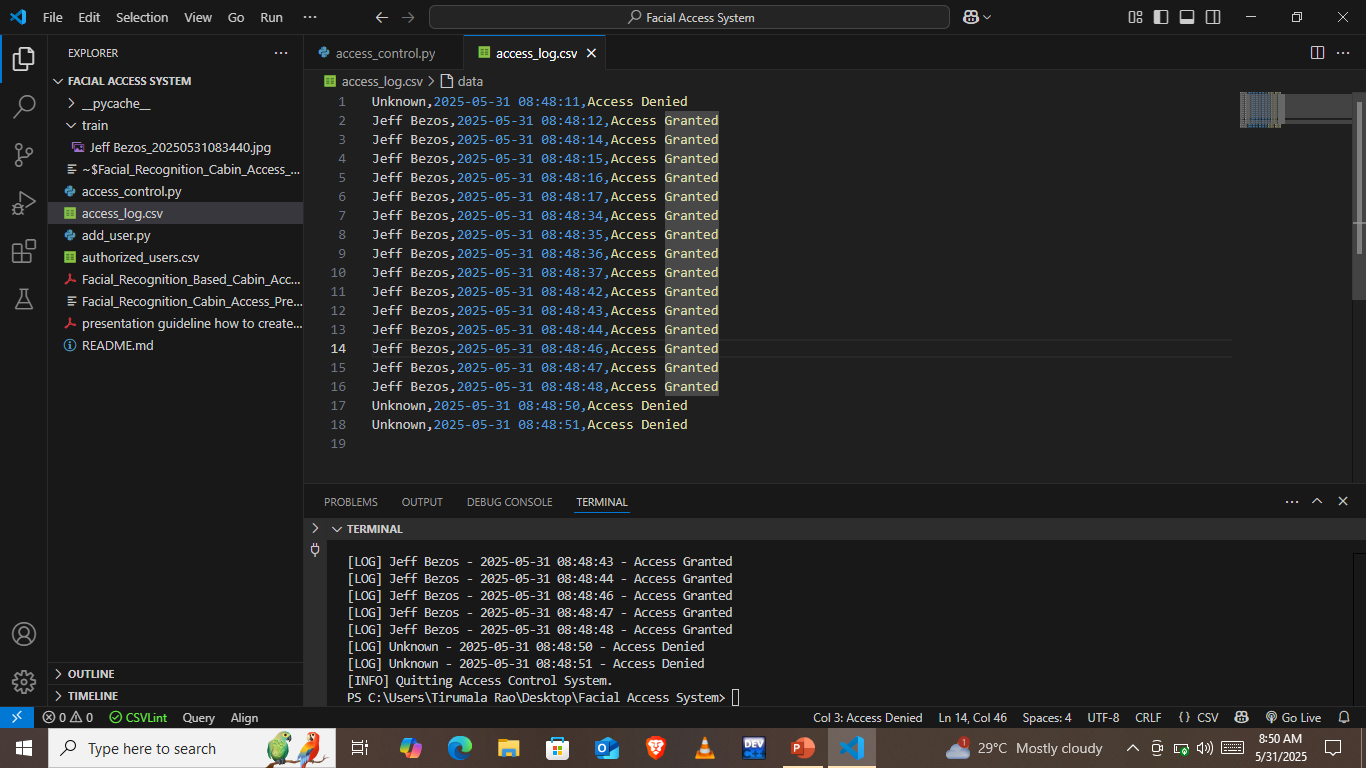 File Edit Selection View Go Run ···
Facial Access System
EXPLORER
FACIAL ACCESS SYSTEM
__pycache__
train
Jeff Bezos_20250531083440.jpg
~$Facial_Recognition_Cabin_Access_...
access_control.py
access_log.csv
add_user.py
authorized_users.csv
Facial_Recognition_Based_Cabin_Acc...
Facial_Recognition_Cabin_Access_Pre...
presentation guideline how to create...
README.md
OUTLINE
TIMELINE
access_control.py access_log.csv
access_log.csv > data
1 Unknown,2025-05-31 08:48:11,Access Denied
2 Jeff Bezos,2025-05-31 08:48:12,Access Granted
3 Jeff Bezos,2025-05-31 08:48:14,Access Granted
4 Jeff Bezos,2025-05-31 08:48:15,Access Granted
5 Jeff Bezos,2025-05-31 08:48:16,Access Granted
6 Jeff Bezos,2025-05-31 08:48:17,Access Granted
7 Jeff Bezos,2025-05-31 08:48:34,Access Granted
8 Jeff Bezos,2025-05-31 08:48:35,Access Granted
9 Jeff Bezos,2025-05-31 08:48:36,Access Granted
10 Jeff Bezos,2025-05-31 08:48:37,Access Granted
11 Jeff Bezos,2025-05-31 08:48:42,Access Granted
12 Jeff Bezos,2025-05-31 08:48:43,Access Granted
13 Jeff Bezos,2025-05-31 08:48:44,Access Granted
14 Jeff Bezos,2025-05-31 08:48:46,Access Granted
15 Jeff Bezos,2025-05-31 08:48:47,Access Granted
16 Jeff Bezos,2025-05-31 08:48:48,Access Granted
17 Unknown,2025-05-31 08:48:50,Access Denied
18 Unknown,2025-05-31 08:48:51,Access Denied
19
PROBLEMS OUTPUT DEBUG CONSOLE TERMINAL
TERMINAL
[LOG] Jeff Bezos - 2025-05-31 08:48:43 - Access Granted
[LOG] Jeff Bezos - 2025-05-31 08:48:44 - Access Granted
[LOG] Jeff Bezos - 2025-05-31 08:48:46 - Access Granted
[LOG] Jeff Bezos - 2025-05-31 08:48:47 - Access Granted
[LOG] Jeff Bezos - 2025-05-31 08:48:48 - Access Granted
[LOG] Unknown - 2025-05-31 08:48:50 - Access Denied
[LOG] Unknown - 2025-05-31 08:48:51 - Access Denied
[INFO] Quitting Access Control System.
PS C:\Users\Tirumala Rao\Desktop\Facial Access System>
0 0 CSVLint Query Align Col 3: Access Denied Ln 14, Col 46 Spaces: 4 UTF-8 CRLF {} CSV Go Live
Type here to search
DEV
1
29°C Mostly cloudy
8:50 AM
5/31/2025